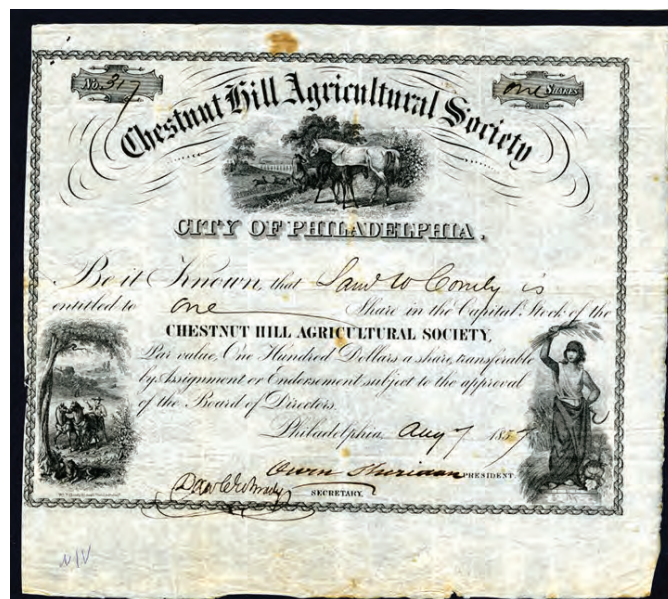 No. 317
one SHARES
Chestnut Hill Agricultural Society
CITY OF PHILADELPHIA.
Be it Known, that Saml W Comly is
entitled to one Share in the Capital Stock of the
CHESTNUT HILL AGRICULTURAL SOCIETY,
Par value, One Hundred Dollars a share, transferable
by Assignment or Endorsement subject to the approval
of the Board of Directors.
Philadelphia, Aug 7 1857
Owen Sheridan PRESIDENT
SECRETARY.